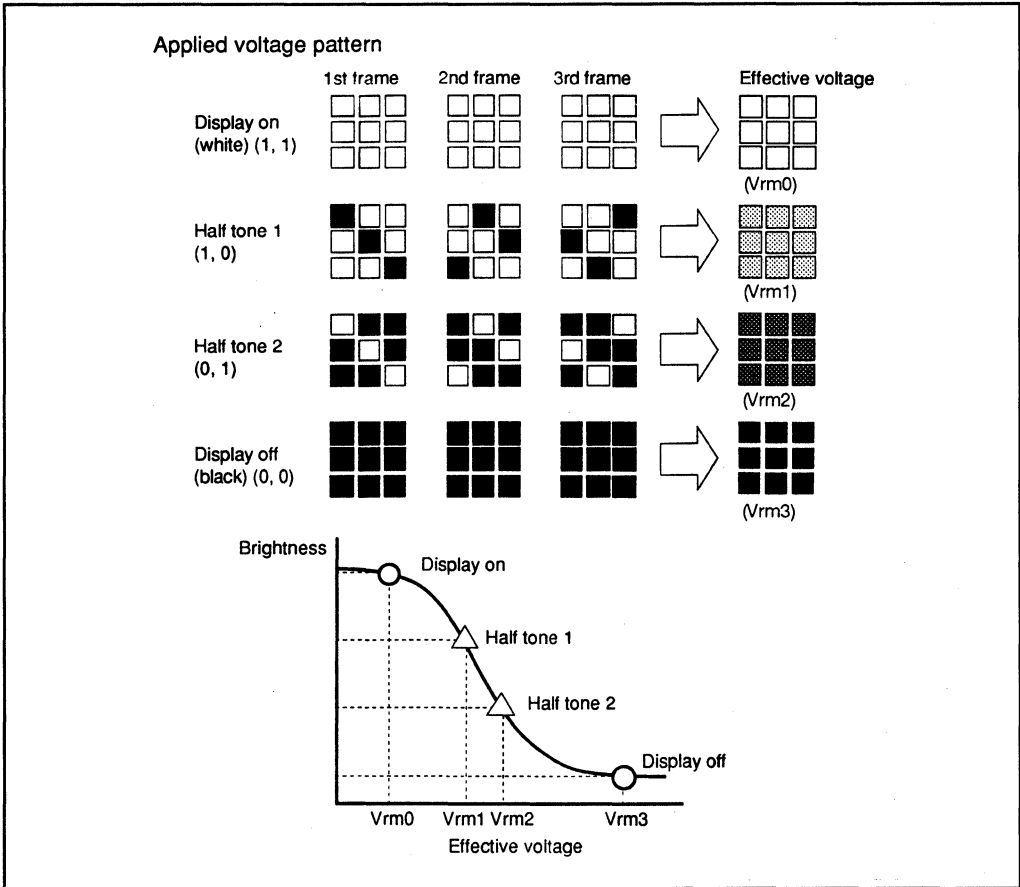 Applied voltage pattern
1st frame 2nd frame 3rd frame Effective voltage
Display on
(white) (1, 1)
(Vrm0)
Half tone 1
(1, 0)
(Vrm1)
Half tone 2
(0, 1)
(Vrm2)
Display off
(black) (0, 0)
(Vrm3)
Brightness
Display on
Half tone 1
Half tone 2
Display off
Vrm0 Vrm1 Vrm2 Vrm3
Effective voltage